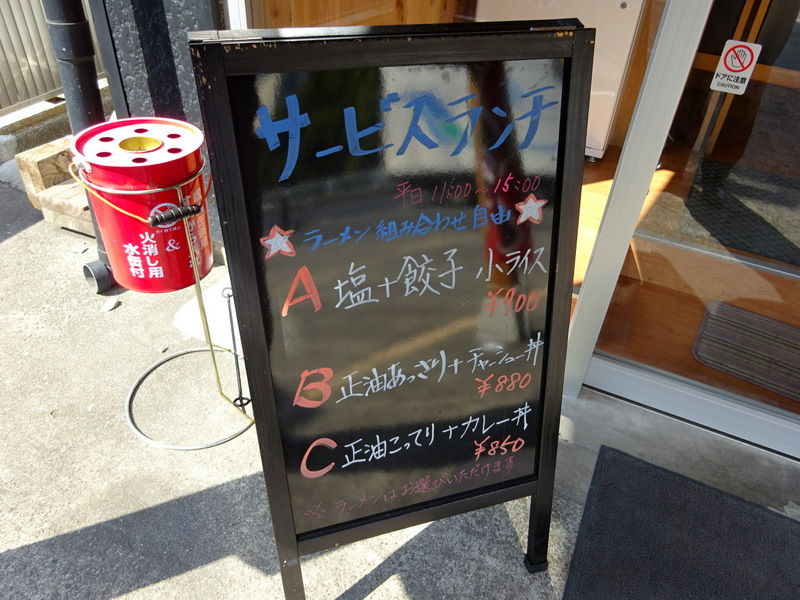 サービスランチ
平日 11:00～15:00
ラーメン 組み合わせ自由
A 塩+餃子 小ライス
¥900
B 正油あっさり+チャーシュー丼
¥880
C 正油こってり+カレー丼
¥850
※ ラーメンはお選びいただけます
火消し用
&
水缶付
ドアに注意
CAUTION